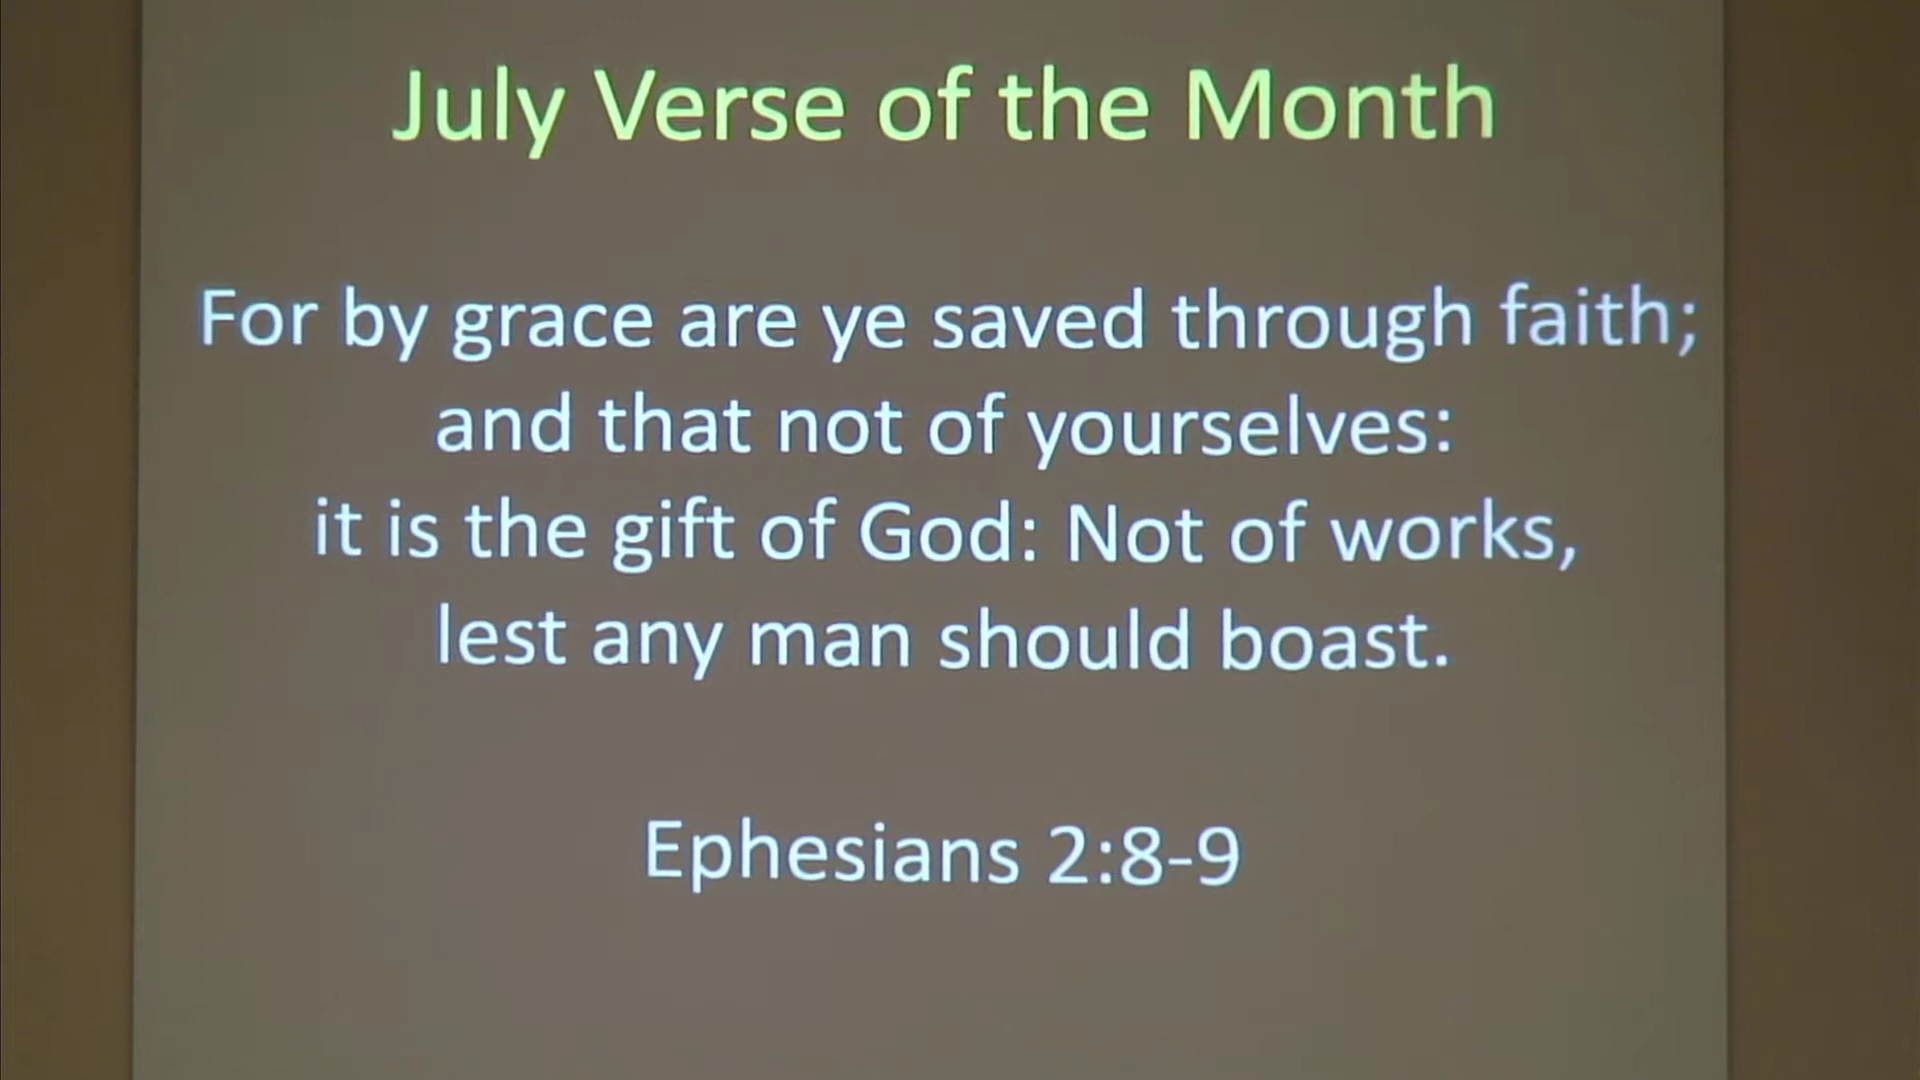 July Verse of the Month
For by grace are ye saved through faith;
and that not of yourselves:
it is the gift of God: Not of works,
lest any man should boast.
Ephesians 2:8-9